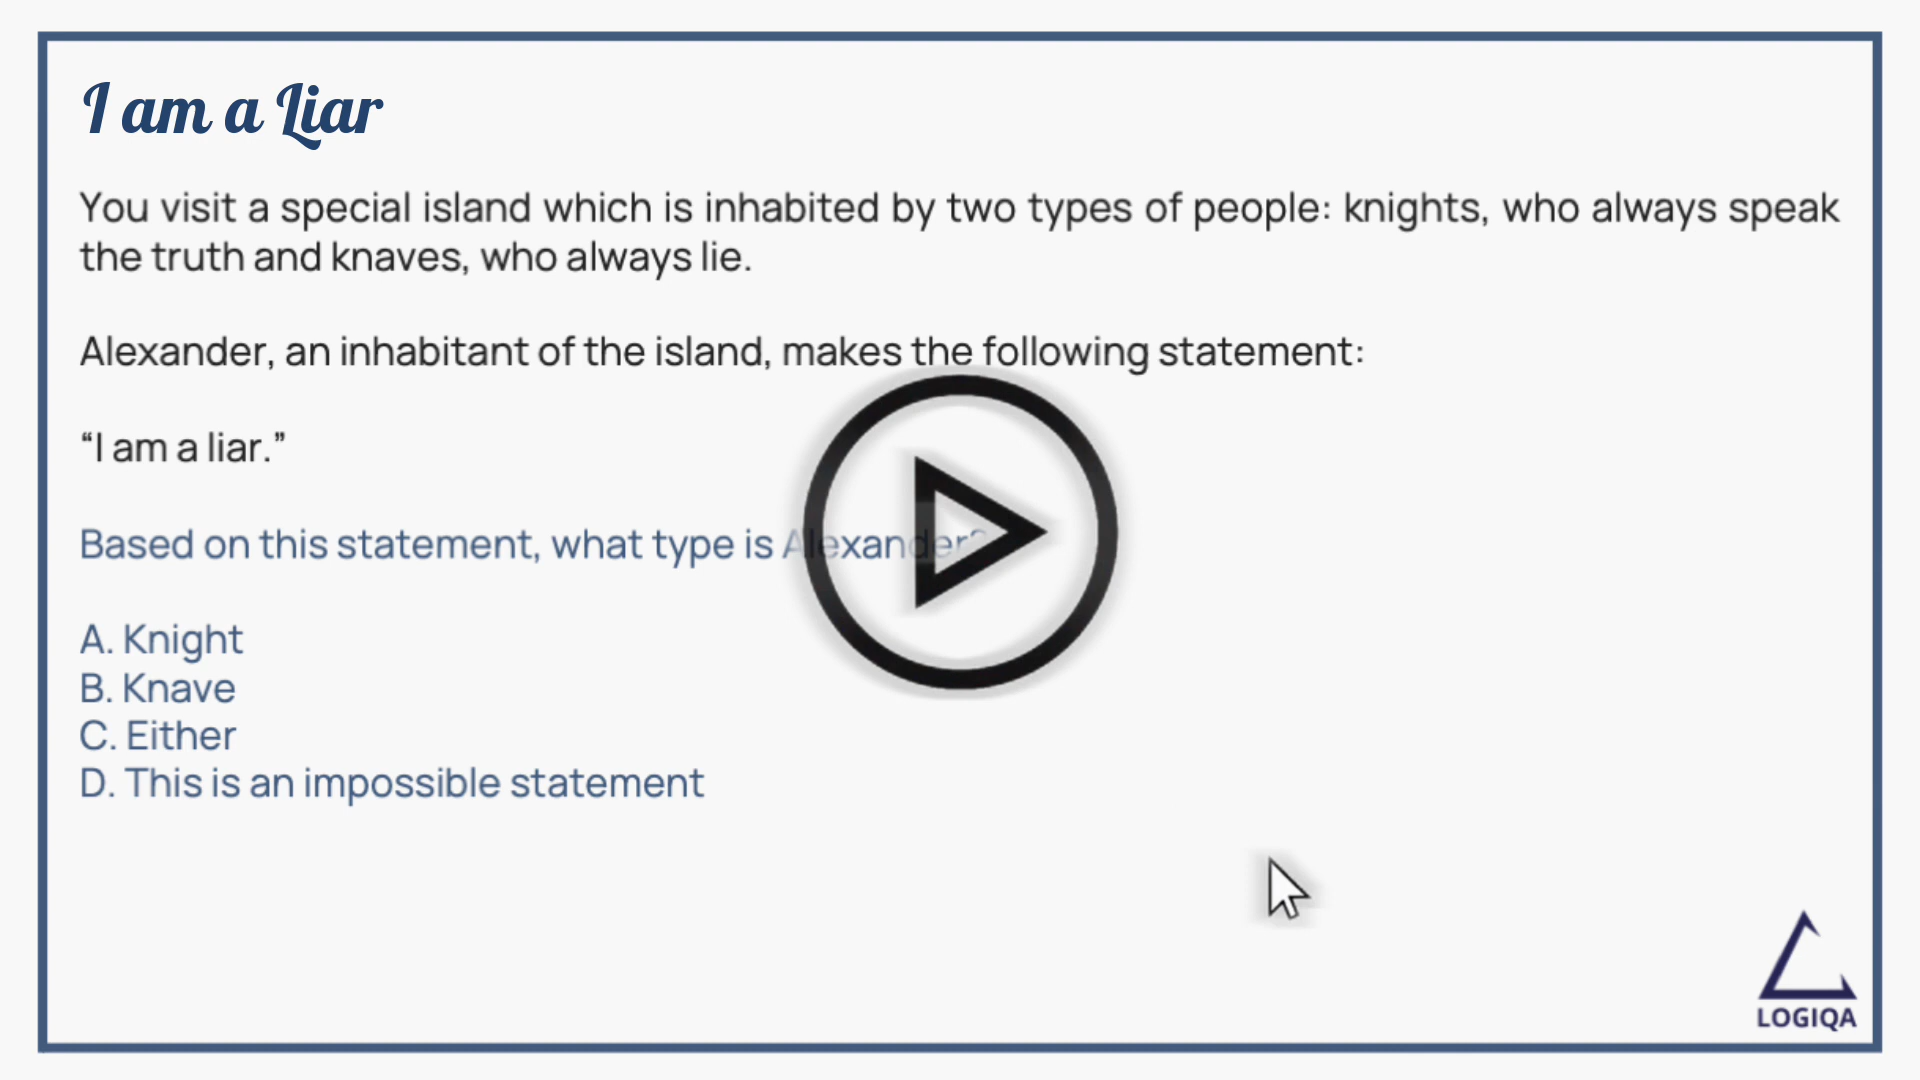 I am a Liar
You visit a special island which is inhabited by two types of people: knights, who always speak
the truth and knaves, who always lie.
Alexander, an inhabitant of the island, makes the following statement:
“I am a liar.”
Based on this statement, what type is Alexander?
A. Knight
B. Knave
C. Either
D. This is an impossible statement
LOGIQA